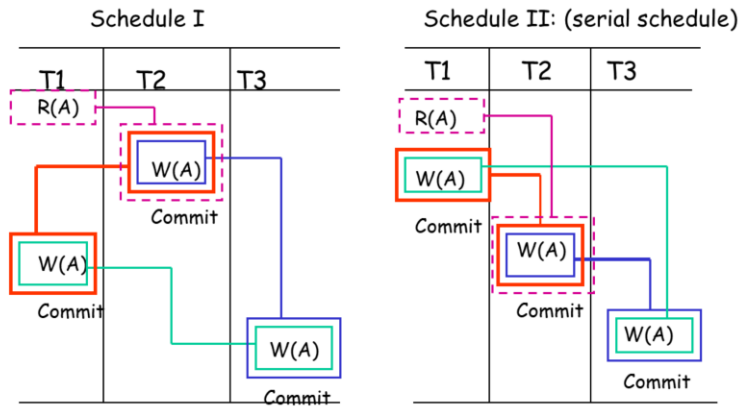 Schedule I
T1 T2 T3
R(A)
W(A)
Commit
W(A)
Commit
W(A)
Commit
Schedule II: (serial schedule)
T1 T2 T3
R(A)
W(A)
Commit
W(A)
Commit
W(A)
Commit